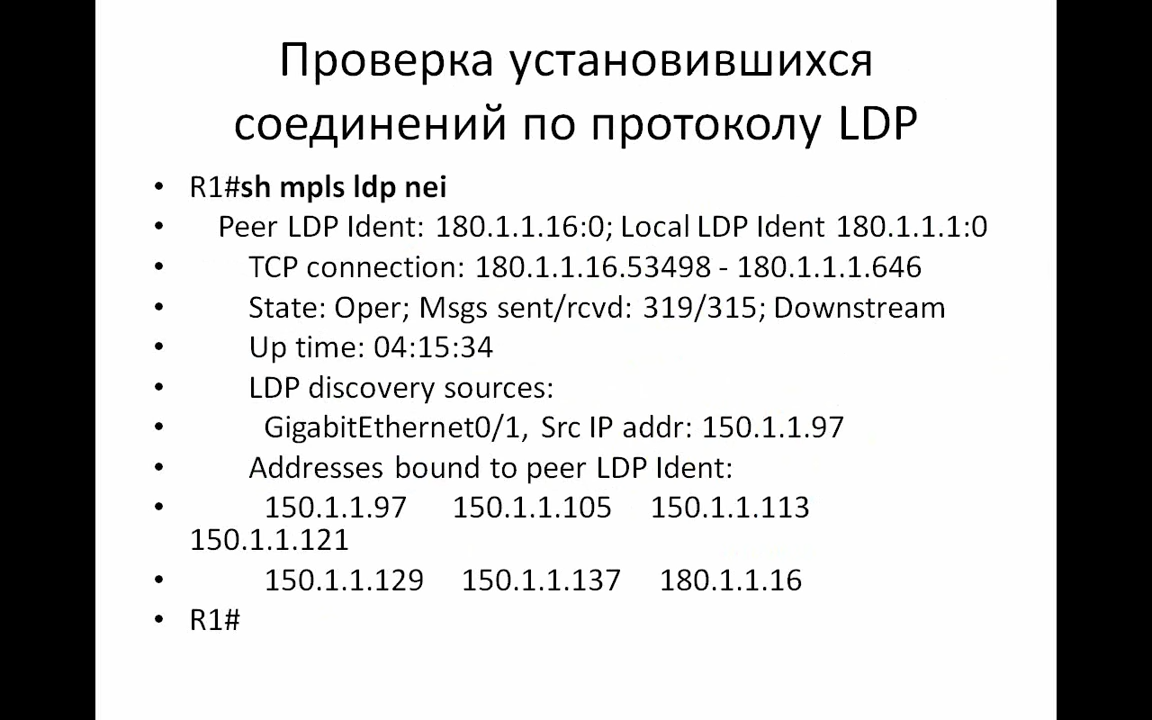 Проверка установившихся
соединений по протоколу LDP
• R1#sh mpls ldp nei
• Peer LDP Ident: 180.1.1.16:0; Local LDP Ident 180.1.1.1:0
• TCP connection: 180.1.1.16.53498 - 180.1.1.1.646
• State: Oper; Msgs sent/rcvd: 319/315; Downstream
• Up time: 04:15:34
• LDP discovery sources:
• GigabitEthernet0/1, Src IP addr: 150.1.1.97
• Addresses bound to peer LDP Ident:
• 150.1.1.97 150.1.1.105 150.1.1.113
150.1.1.121
• 150.1.1.129 150.1.1.137 180.1.1.16
• R1#